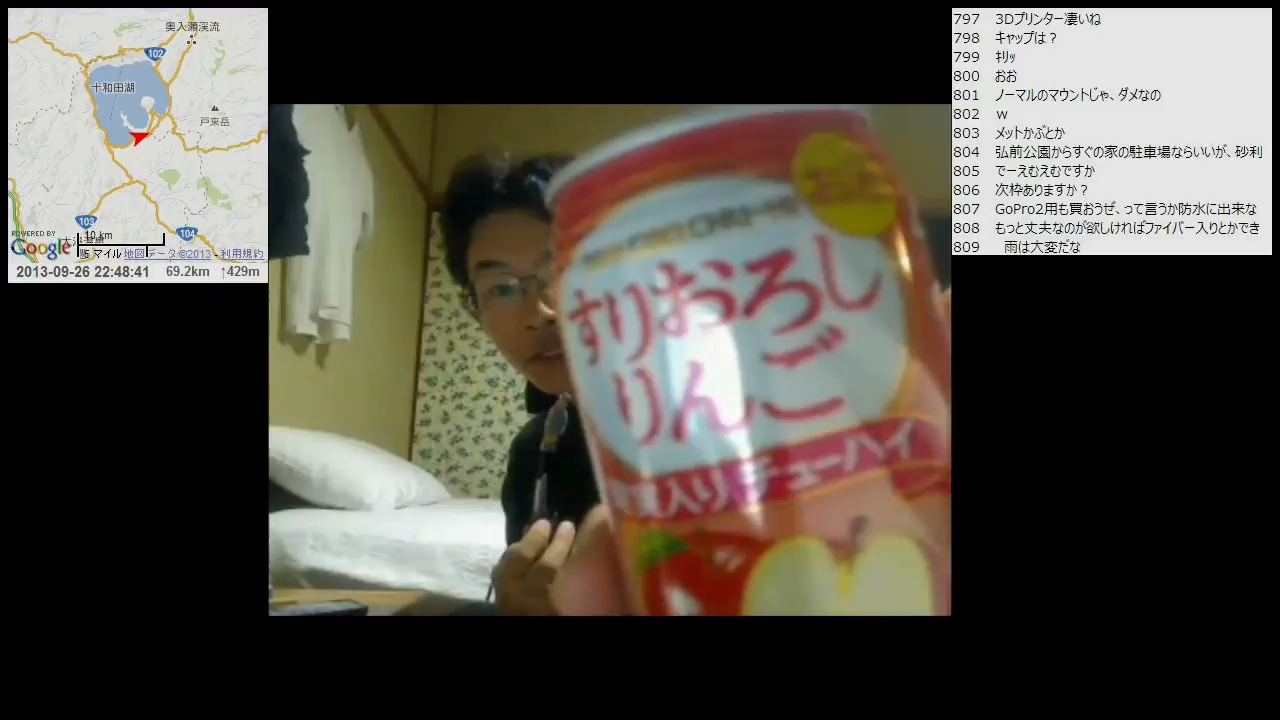 奥入瀬渓流
102
十和田湖
戸来岳
103
104
10 km
5 マイル
POWERED BY
Google
地図データ ©2013 - 利用規約
2013-09-26 22:48:41 69.2km ↑429m
すりおろし
りんご
入りチューハイ
797 3Dプリンター凄いね
798 キャップは？
799 ｷﾘｯ
800 おお
801 ノーマルのマウントじゃ、ダメなの
802 w
803 メットかぶとか
804 弘前公園からすぐの家の駐車場ならいいが、砂利
805 でーえむえむですか
806 次枠ありますか？
807 GoPro2用も買おうぜ、って言うか防水に出来な
808 もっと丈夫なのが欲しければファイバー入りとかでき
809 雨は大変だな